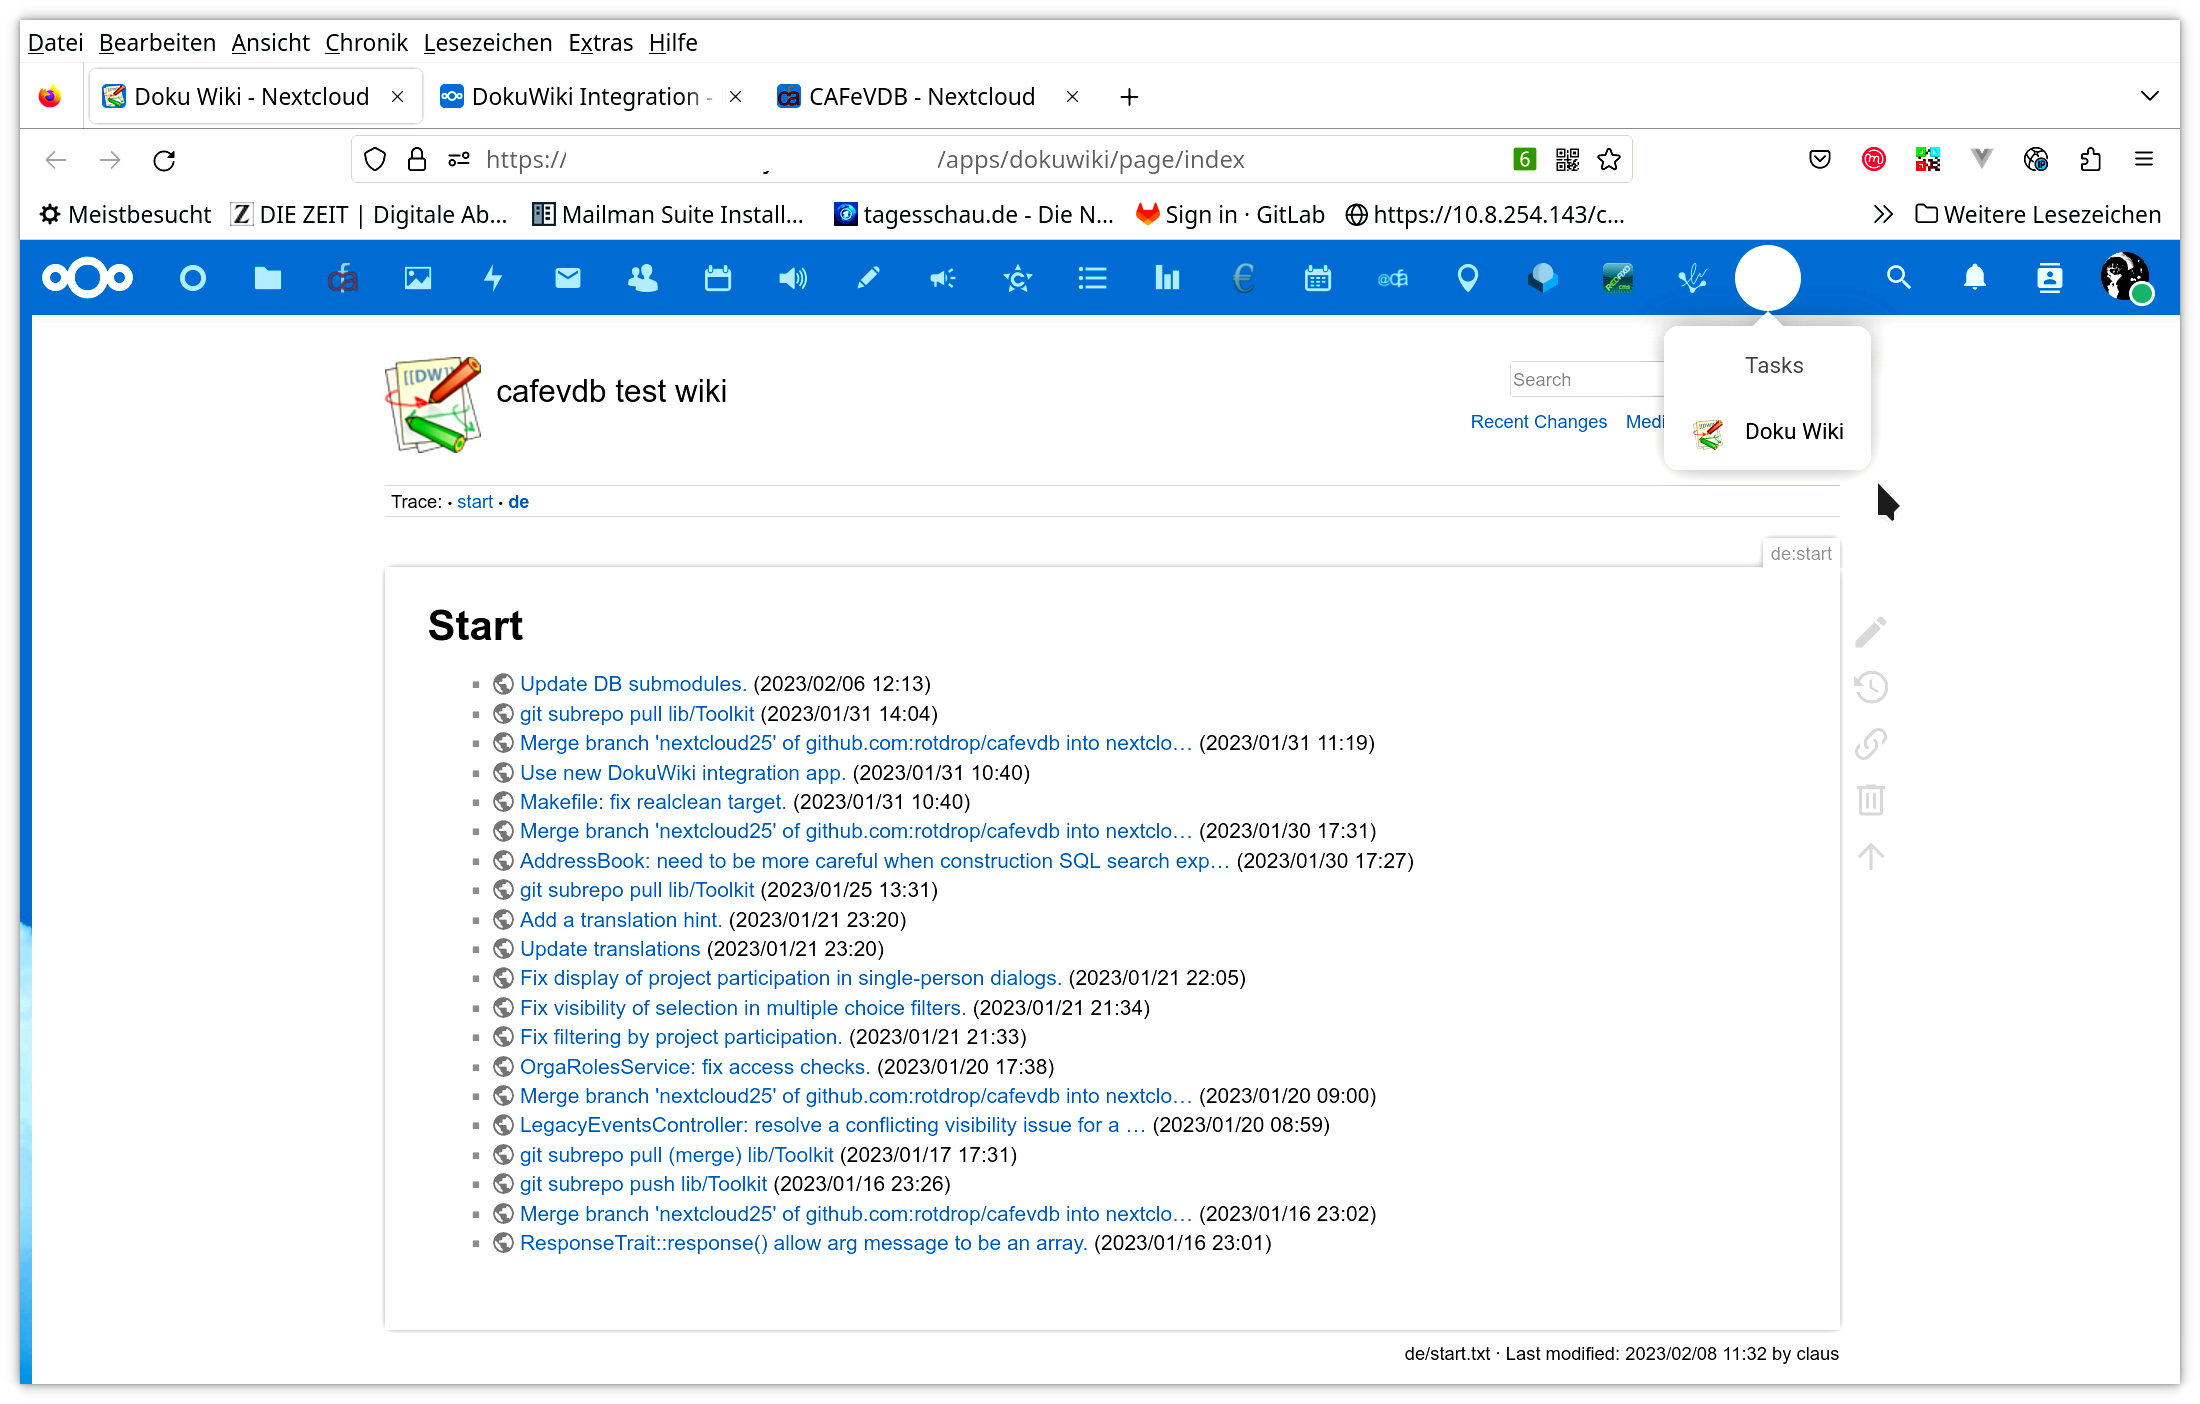 Datei Bearbeiten Ansicht Chronik Lesezeichen Extras Hilfe
Doku Wiki - Nextcloud DokuWiki Integration - CAFeVDB - Nextcloud
https:// /apps/dokuwiki/page/index 6
Meistbesucht DIE ZEIT | Digitale Ab... Mailman Suite Install... tagesschau.de - Die N... Sign in · GitLab https://10.8.254.143/c... Weitere Lesezeichen
Tasks
Doku Wiki
[[DW]] cafevdb test wiki
Search
Recent Changes Medi
Trace: • start • de
de:start
Start
Update DB submodules. (2023/02/06 12:13)
git subrepo pull lib/Toolkit (2023/01/31 14:04)
Merge branch 'nextcloud25' of github.com:rotdrop/cafevdb into nextclo… (2023/01/31 11:19)
Use new DokuWiki integration app. (2023/01/31 10:40)
Makefile: fix realclean target. (2023/01/31 10:40)
Merge branch 'nextcloud25' of github.com:rotdrop/cafevdb into nextclo… (2023/01/30 17:31)
AddressBook: need to be more careful when construction SQL search exp… (2023/01/30 17:27)
git subrepo pull lib/Toolkit (2023/01/25 13:31)
Add a translation hint. (2023/01/21 23:20)
Update translations (2023/01/21 23:20)
Fix display of project participation in single-person dialogs. (2023/01/21 22:05)
Fix visibility of selection in multiple choice filters. (2023/01/21 21:34)
Fix filtering by project participation. (2023/01/21 21:33)
OrgaRolesService: fix access checks. (2023/01/20 17:38)
Merge branch 'nextcloud25' of github.com:rotdrop/cafevdb into nextclo… (2023/01/20 09:00)
LegacyEventsController: resolve a conflicting visibility issue for a … (2023/01/20 08:59)
git subrepo pull (merge) lib/Toolkit (2023/01/17 17:31)
git subrepo push lib/Toolkit (2023/01/16 23:26)
Merge branch 'nextcloud25' of github.com:rotdrop/cafevdb into nextclo… (2023/01/16 23:02)
ResponseTrait::response() allow arg message to be an array. (2023/01/16 23:01)
de/start.txt · Last modified: 2023/02/08 11:32 by claus